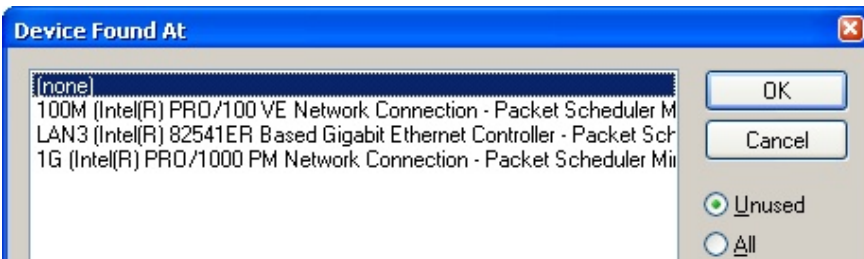 Device Found At
(none)
100M (Intel(R) PRO/100 VE Network Connection - Packet Scheduler M
LAN3 (Intel(R) 82541ER Based Gigabit Ethernet Controller - Packet Sch
1G (Intel(R) PRO/1000 PM Network Connection - Packet Scheduler Mi
OK
Cancel
Unused
All